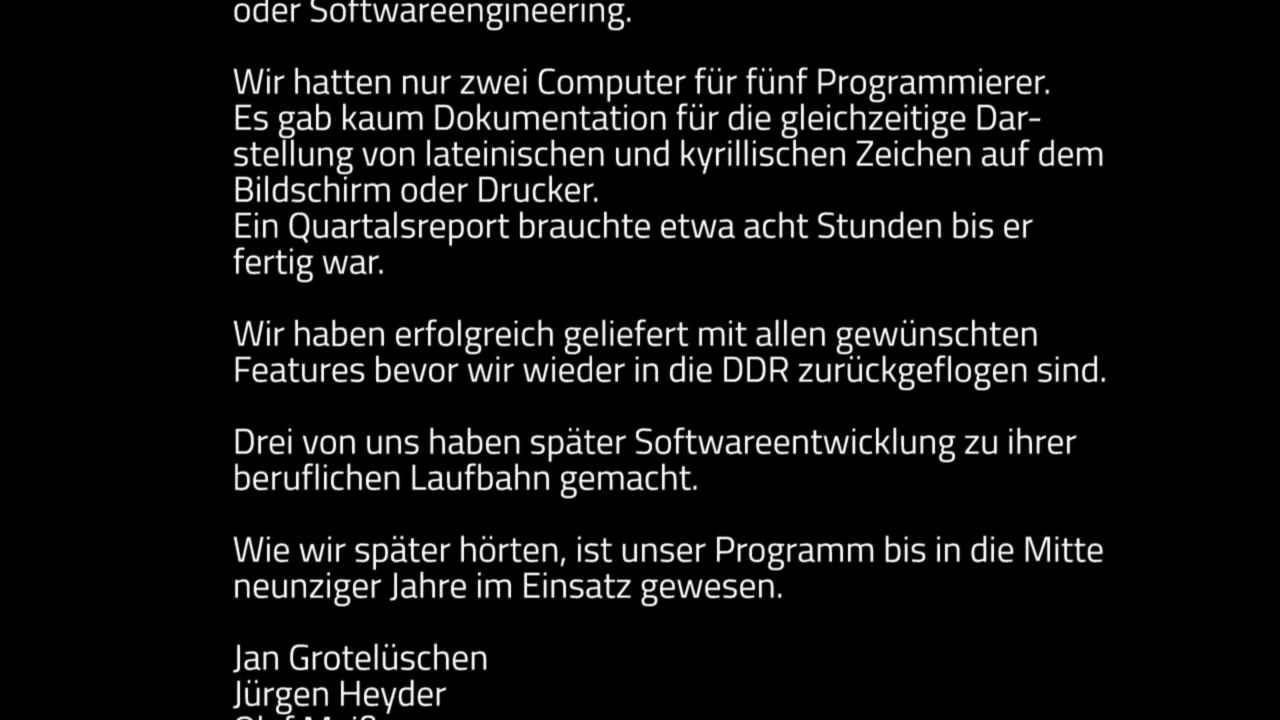 oder Softwareengineering.
Wir hatten nur zwei Computer für fünf Programmierer.
Es gab kaum Dokumentation für die gleichzeitige Dar-
stellung von lateinischen und kyrillischen Zeichen auf dem
Bildschirm oder Drucker.
Ein Quartalsreport brauchte etwa acht Stunden bis er
fertig war.
Wir haben erfolgreich geliefert mit allen gewünschten
Features bevor wir wieder in die DDR zurückgeflogen sind.
Drei von uns haben später Softwareentwicklung zu ihrer
beruflichen Laufbahn gemacht.
Wie wir später hörten, ist unser Programm bis in die Mitte
neunziger Jahre im Einsatz gewesen.
Jan Grotelüschen
Jürgen Heyder